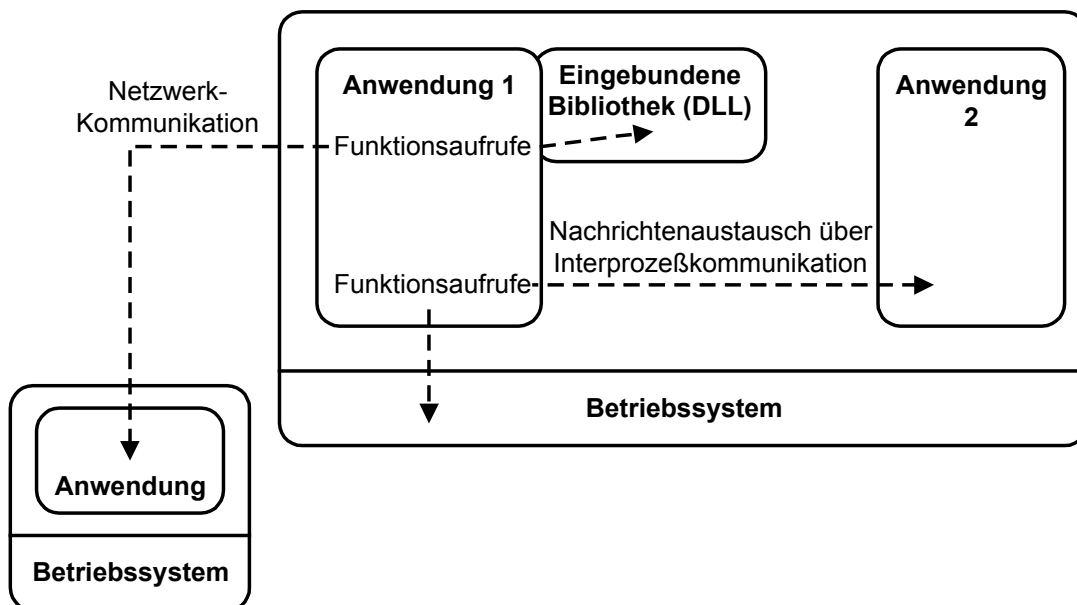 Netzwerk-
Kommunikation
Anwendung 1
Eingebundene
Bibliothek (DLL)
Anwendung
2
Funktionsaufrufe
Nachrichtenaustausch über
Interprozeßkommunikation
Funktionsaufrufe
Betriebssystem
Anwendung
Betriebssystem